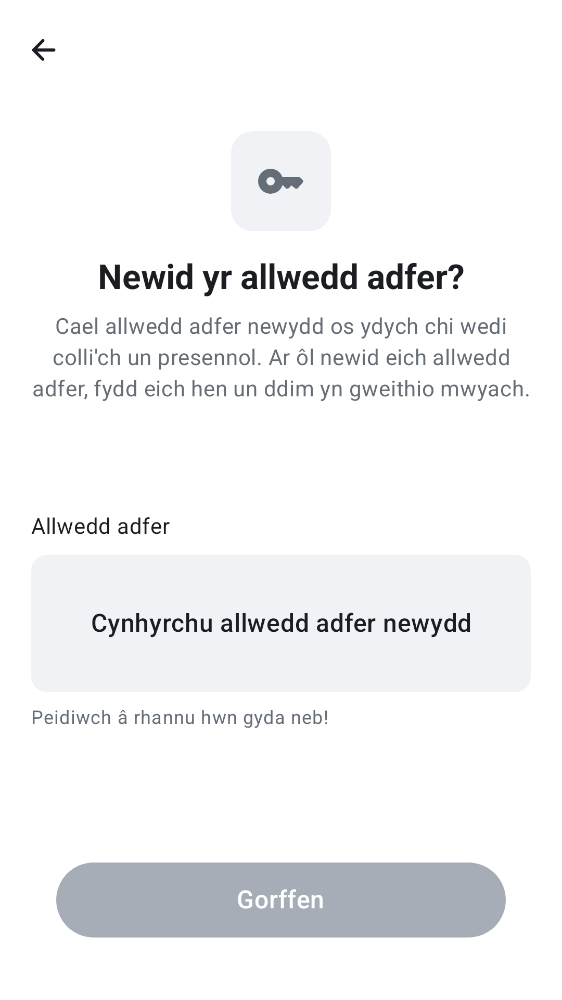 Newid yr allwedd adfer?
Cael allwedd adfer newydd os ydych chi wedi
colli'ch un presennol. Ar ôl newid eich allwedd
adfer, fydd eich hen un ddim yn gweithio mwyach.
Allwedd adfer
Cynhyrchu allwedd adfer newydd
Peidiwch â rhannu hwn gyda neb!
Gorffen